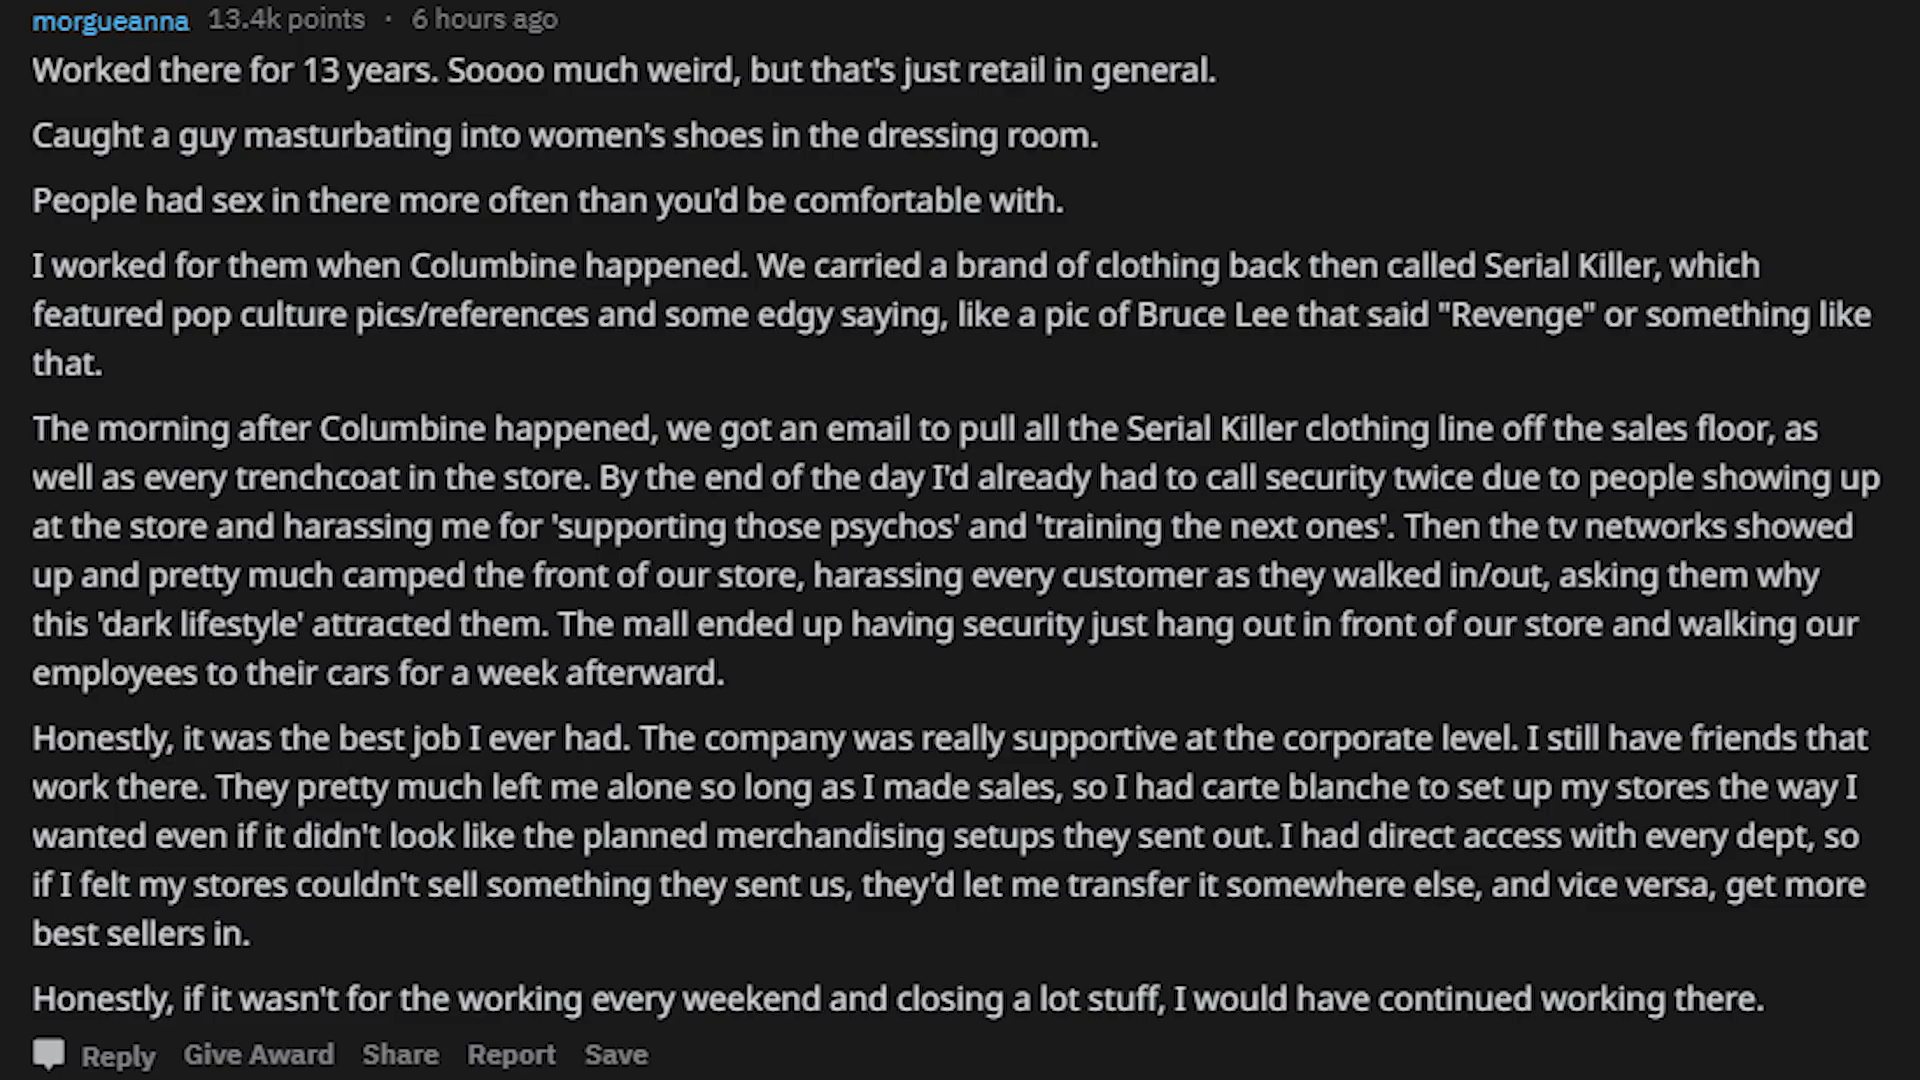 morgueanna 13.4k points · 6 hours ago
Worked there for 13 years. Soooo much weird, but that's just retail in general.
Caught a guy masturbating into women's shoes in the dressing room.
People had sex in there more often than you'd be comfortable with.
I worked for them when Columbine happened. We carried a brand of clothing back then called Serial Killer, which
featured pop culture pics/references and some edgy saying, like a pic of Bruce Lee that said "Revenge" or something like
that.
The morning after Columbine happened, we got an email to pull all the Serial Killer clothing line off the sales floor, as
well as every trenchcoat in the store. By the end of the day I'd already had to call security twice due to people showing up
at the store and harassing me for 'supporting those psychos' and 'training the next ones'. Then the tv networks showed
up and pretty much camped the front of our store, harassing every customer as they walked in/out, asking them why
this 'dark lifestyle' attracted them. The mall ended up having security just hang out in front of our store and walking our
employees to their cars for a week afterward.
Honestly, it was the best job I ever had. The company was really supportive at the corporate level. I still have friends that
work there. They pretty much left me alone so long as I made sales, so I had carte blanche to set up my stores the way I
wanted even if it didn't look like the planned merchandising setups they sent out. I had direct access with every dept, so
if I felt my stores couldn't sell something they sent us, they'd let me transfer it somewhere else, and vice versa, get more
best sellers in.
Honestly, if it wasn't for the working every weekend and closing a lot stuff, I would have continued working there.
Reply Give Award Share Report Save